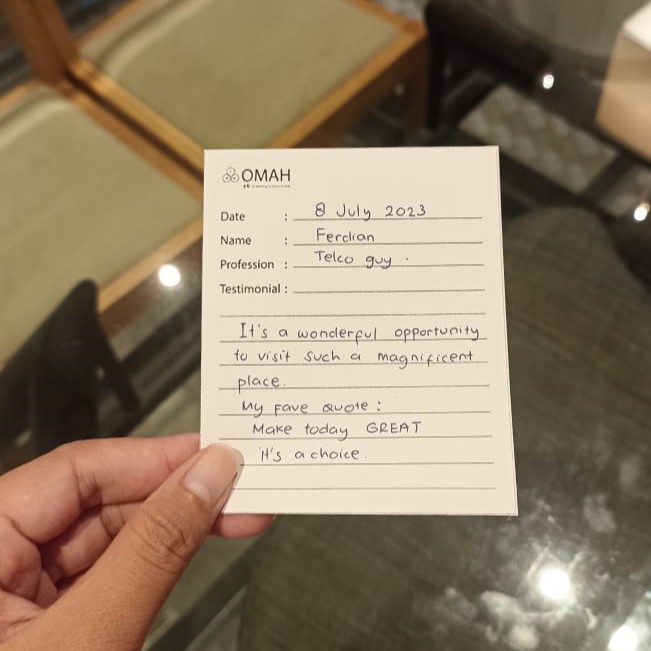 OMAH
Date : 8 July 2023
Name : Ferdian
Profession : Telco guy .
Testimonial :
It's a wonderful opportunity
to visit such a magnificent
place.
My Fave Quote :
Make today GREAT
it's a choice.